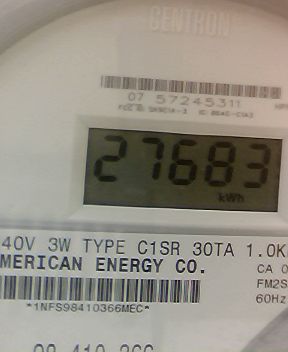 CENTRON
07 57245311
27683
kWh
40V 3W TYPE C1SR 30TA 1.0K
MERICAN ENERGY CO.
CA 0
FM2S
60Hz
*1NFS98410366MEC*